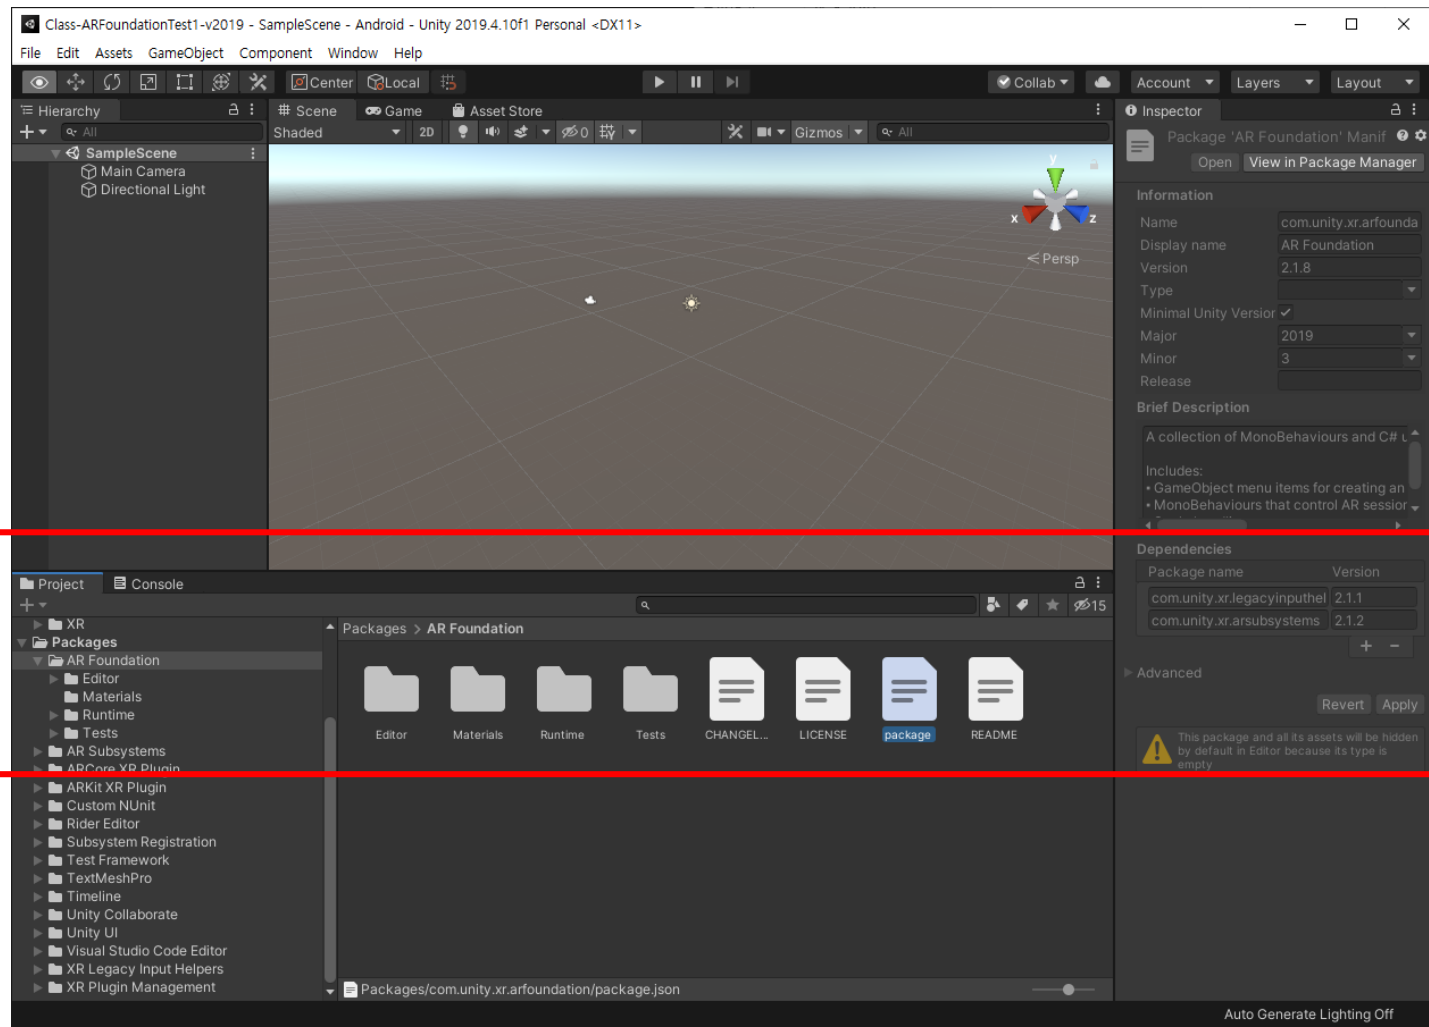 Class-ARFoundationTest1-v2019 - SampleScene - Android - Unity 2019.4.10f1 Personal <DX11>
File Edit Assets GameObject Component Window Help
Center Local Collab Account Layers Layout
Hierarchy
All
SampleScene
Main Camera
Directional Light
Scene Game Asset Store
Shaded 2D 0 Gizmos All
y
x z
Persp
Inspector
Package 'AR Foundation' Manif
Open View in Package Manager
Information
Name com.unity.xr.arfounda
Display name AR Foundation
Version 2.1.8
Type
Minimal Unity Version
Major 2019
Minor 3
Release
Brief Description
A collection of MonoBehaviours and C# u
Includes:
• GameObject menu items for creating an
• MonoBehaviours that control AR session
Dependencies
Package name Version
com.unity.xr.legacyinputhel 2.1.1
com.unity.xr.arsubsystems 2.1.2
Advanced
Revert Apply
This package and all its assets will be hidden
by default in Editor because its type is
empty
Project Console
15
XR
Packages
AR Foundation
Editor
Materials
Runtime
Tests
AR Subsystems
ARCore XR Plugin
ARKit XR Plugin
Custom NUnit
Rider Editor
Subsystem Registration
Test Framework
TextMeshPro
Timeline
Unity Collaborate
Unity UI
Visual Studio Code Editor
XR Legacy Input Helpers
XR Plugin Management
Packages > AR Foundation
Editor Materials Runtime Tests CHANGEL... LICENSE package README
Packages/com.unity.xr.arfoundation/package.json
Auto Generate Lighting Off